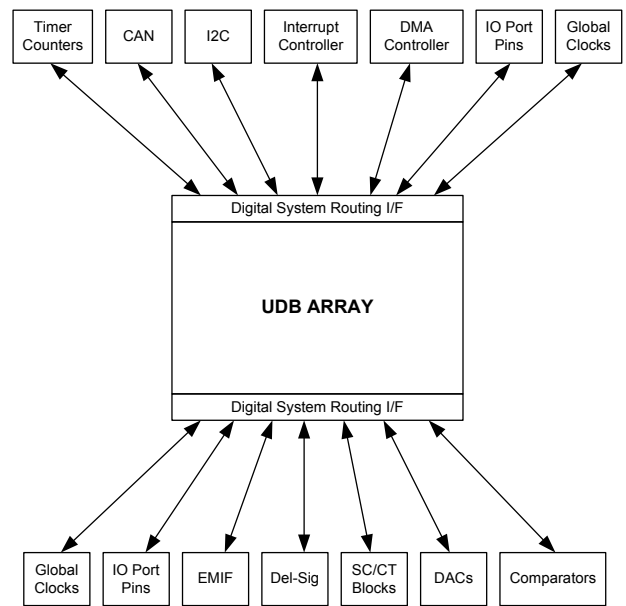 Timer
Counters
CAN
I2C
Interrupt
Controller
DMA
Controller
IO Port
Pins
Global
Clocks
Digital System Routing I/F
UDB ARRAY
Digital System Routing I/F
Global
Clocks
IO Port
Pins
EMIF
Del-Sig
SC/CT
Blocks
DACs
Comparators